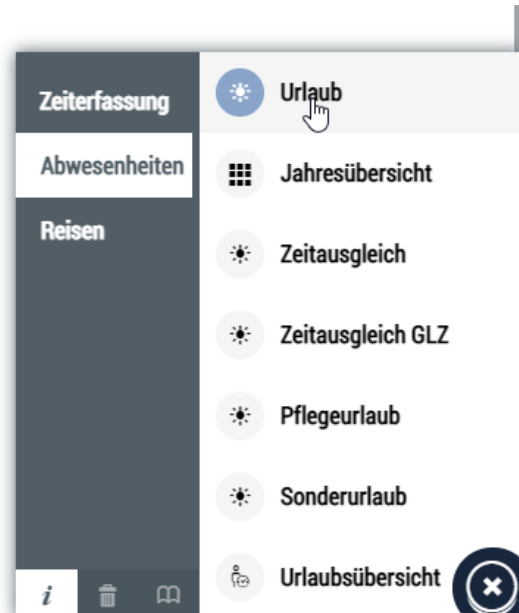 Zeiterfassung
Abwesenheiten
Reisen
i
Urlaub
Jahresübersicht
Zeitausgleich
Zeitausgleich GLZ
Pflegeurlaub
Sonderurlaub
Urlaubsübersicht